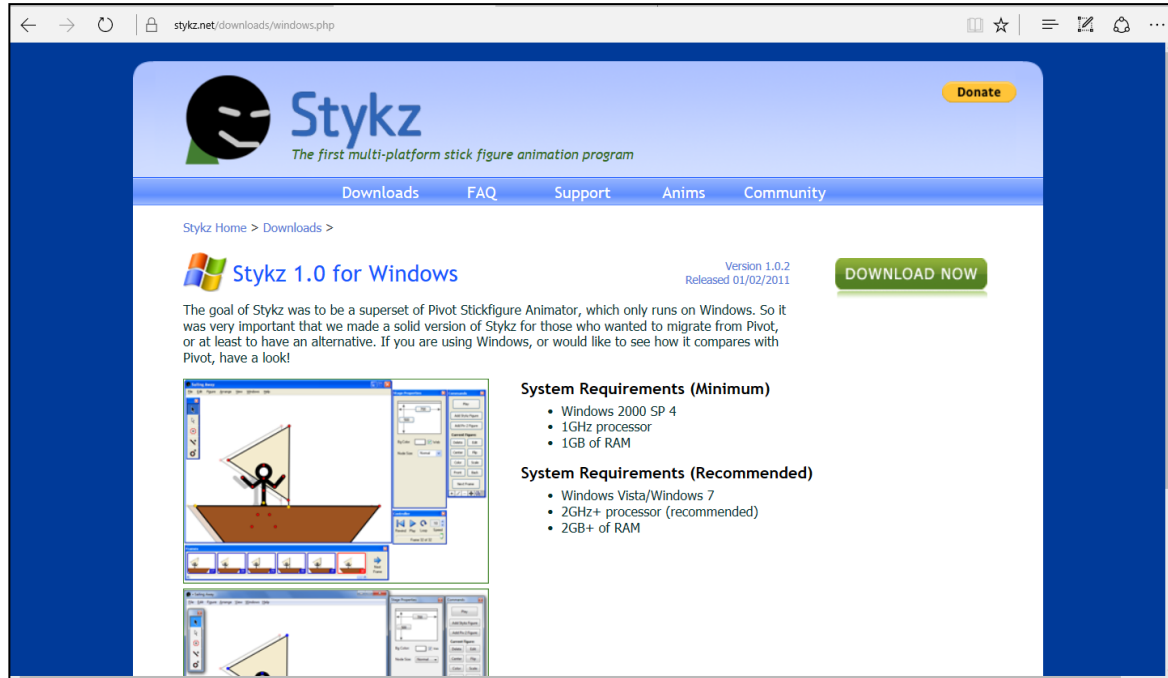 stykz.net/downloads/windows.php
Donate
Stykz
The first multi-platform stick figure animation program
Downloads FAQ Support Anims Community
Stykz Home > Downloads >
Stykz 1.0 for Windows
Version 1.0.2
Released 01/02/2011
DOWNLOAD NOW
The goal of Stykz was to be a superset of Pivot Stickfigure Animator, which only runs on Windows. So it
was very important that we made a solid version of Stykz for those who wanted to migrate from Pivot,
or at least to have an alternative. If you are using Windows, or would like to see how it compares with
Pivot, have a look!
System Requirements (Minimum)
• Windows 2000 SP 4
• 1GHz processor
• 1GB of RAM
System Requirements (Recommended)
• Windows Vista/Windows 7
• 2GHz+ processor (recommended)
• 2GB+ of RAM